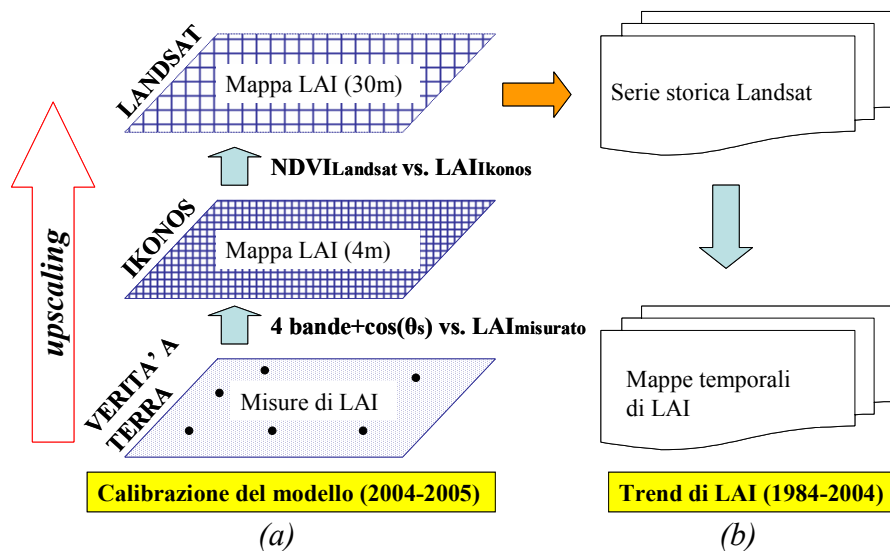 LANDSAT
Mappa LAI (30m)
Serie storica Landsat
NDVILandsat vs. LAIIkonos
upscaling
IKONOS
Mappa LAI (4m)
4 bande+cos(θs) vs. LAImisurato
VERITA' A
TERRA
Misure di LAI
Mappe temporali
di LAI
Calibrazione del modello (2004-2005)
Trend di LAI (1984-2004)
(a)
(b)